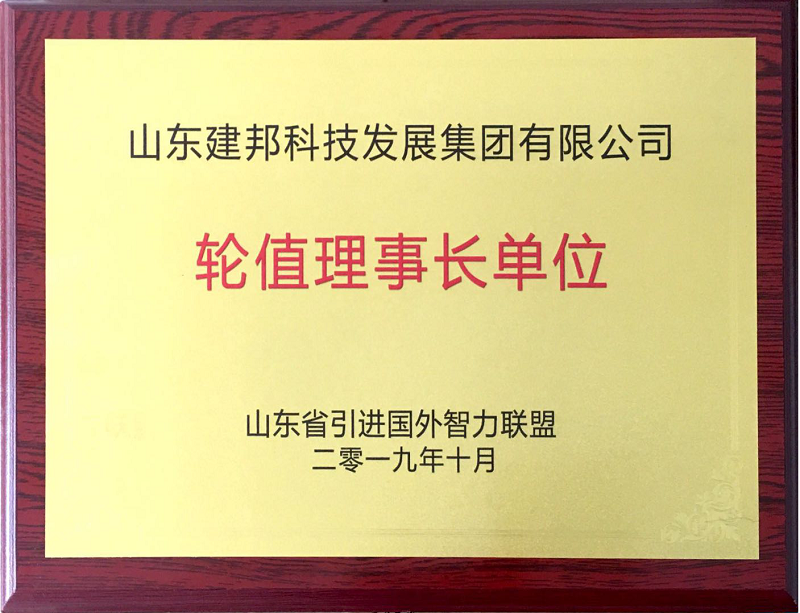 山东建邦科技发展集团有限公司
轮值理事长单位
山东省引进国外智力联盟
二零一九年十月